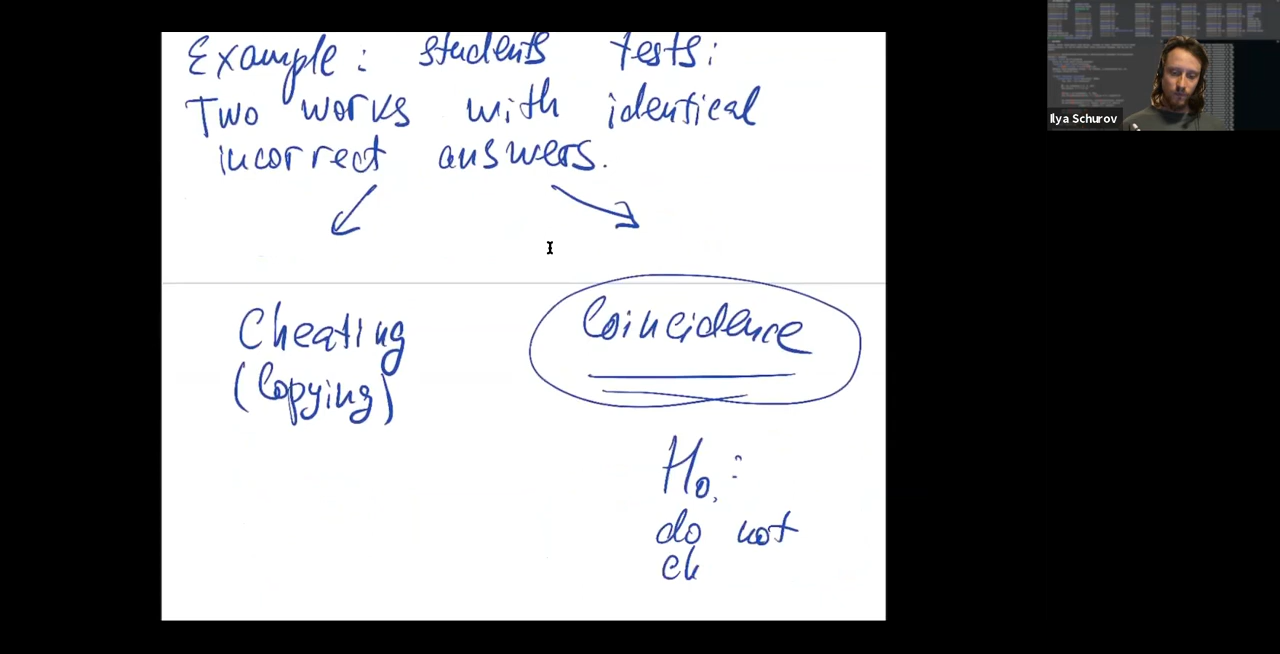 Example: students tests:
Two works with identical
incorrect answers.
Cheating
(Copying)
Coincidence
H₀:
do not
ch
Ilya Schurov